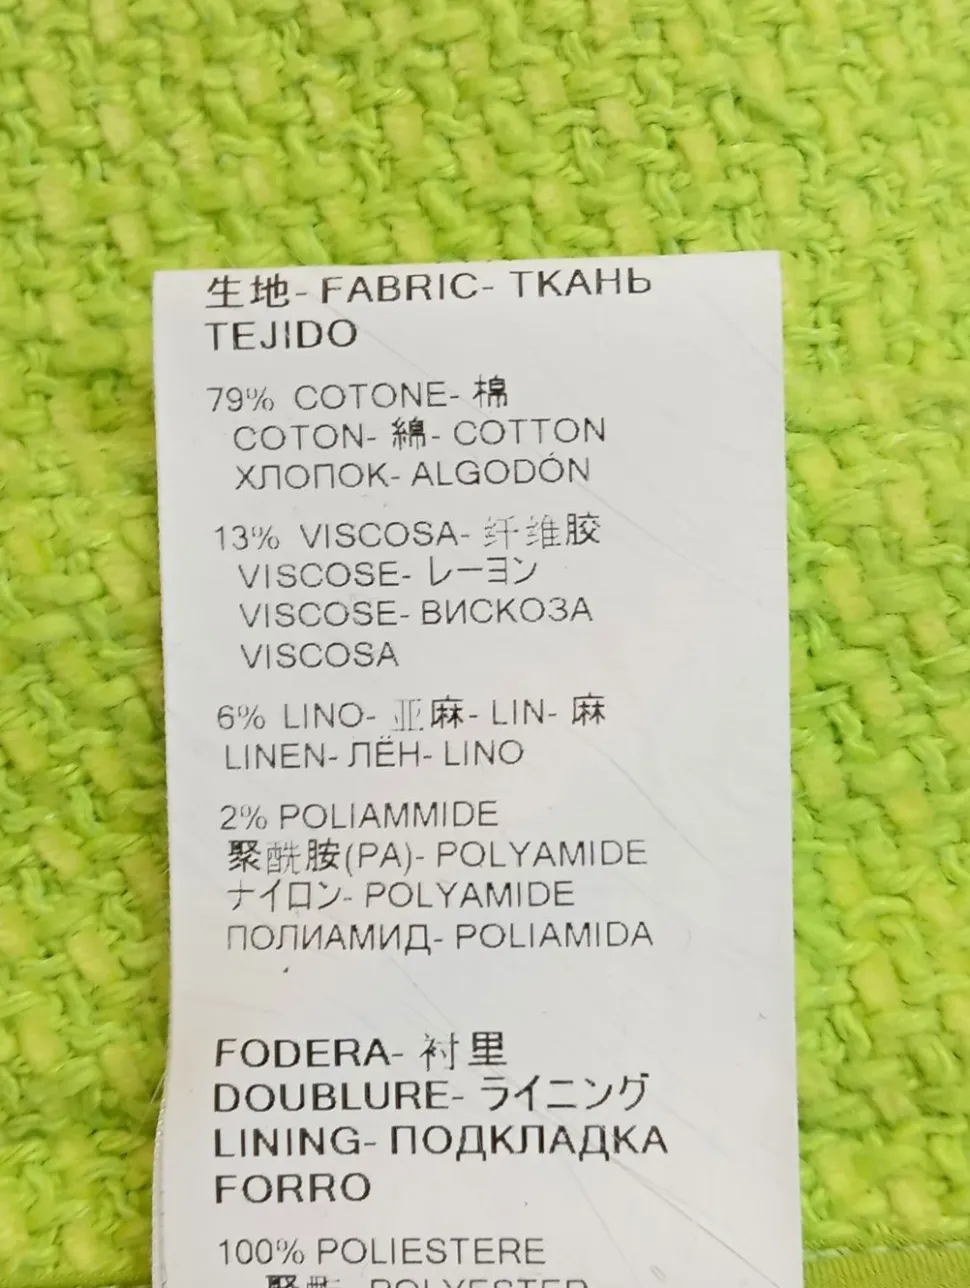 生地- FABRIC- ТКАНЬ
TEJIDO
79% COTONE- 棉
COTON- 綿- COTTON
ХЛОПОК- ALGODÓN
13% VISCOSA- 纤维胶
VISCOSE- レーヨン
VISCOSE- ВИСКОЗА
VISCOSA
6% LINO- 亚麻- LIN- 麻
LINEN- ЛЁН- LINO
2% POLIAMMIDE
聚酰胺(PA)- POLYAMIDE
ナイロン- POLYAMIDE
ПОЛИАМИД- POLIAMIDA
FODERA- 衬里
DOUBLURE- ライニング
LINING- ПОДКЛАДКА
FORRO
100% POLIESTERE
POLYESTER